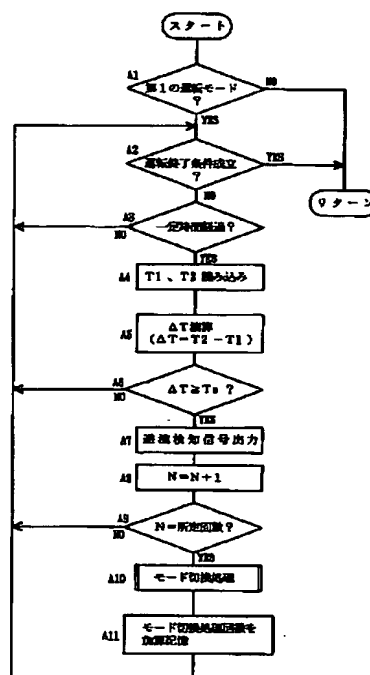 スタート
A1
第1の運転モード
?
NO
YES
A2
運転終了条件成立
?
YES
NO
リターン
A3
一定時間経過?
NO
YES
A4
T1、T2 読み込み
A5
ΔT演算
(ΔT=T2-T1)
A6
ΔT≧Ts ?
NO
YES
A7
逆流検知信号出力
A8
N=N+1
A9
N=所定回数?
NO
YES
A10
モード切換処理
A11
モード切換処理回数を
加算記憶